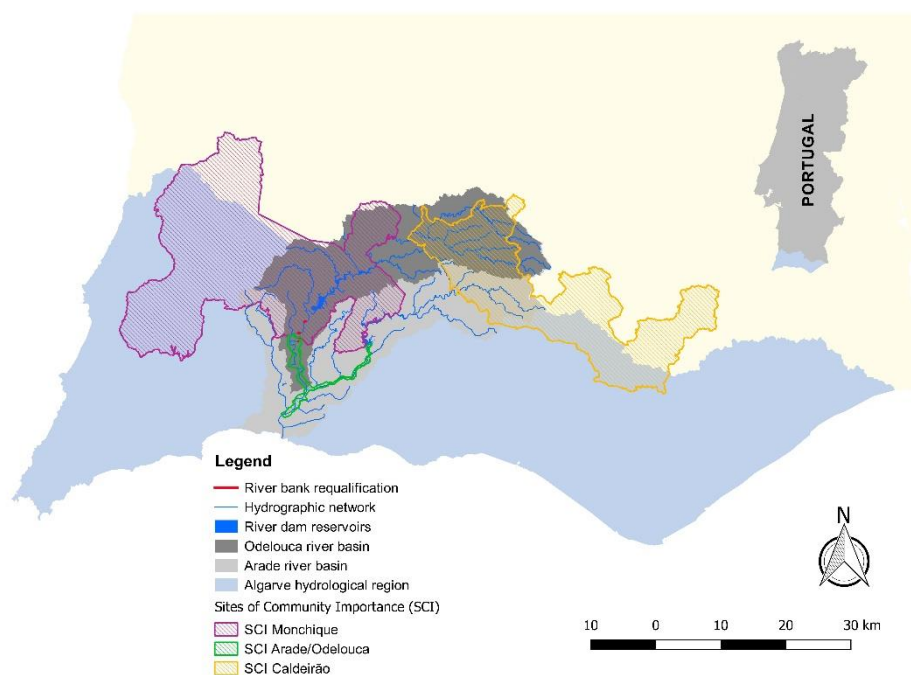 PORTUGAL
Legend
River bank requalification
Hydrographic network
River dam reservoirs
Odelouca river basin
Arade river basin
Algarve hydrological region
Sites of Community Importance (SCI)
SCI Monchique
SCI Arade/Odelouca
SCI Caldeirão
N
10 0 10 20 30 km